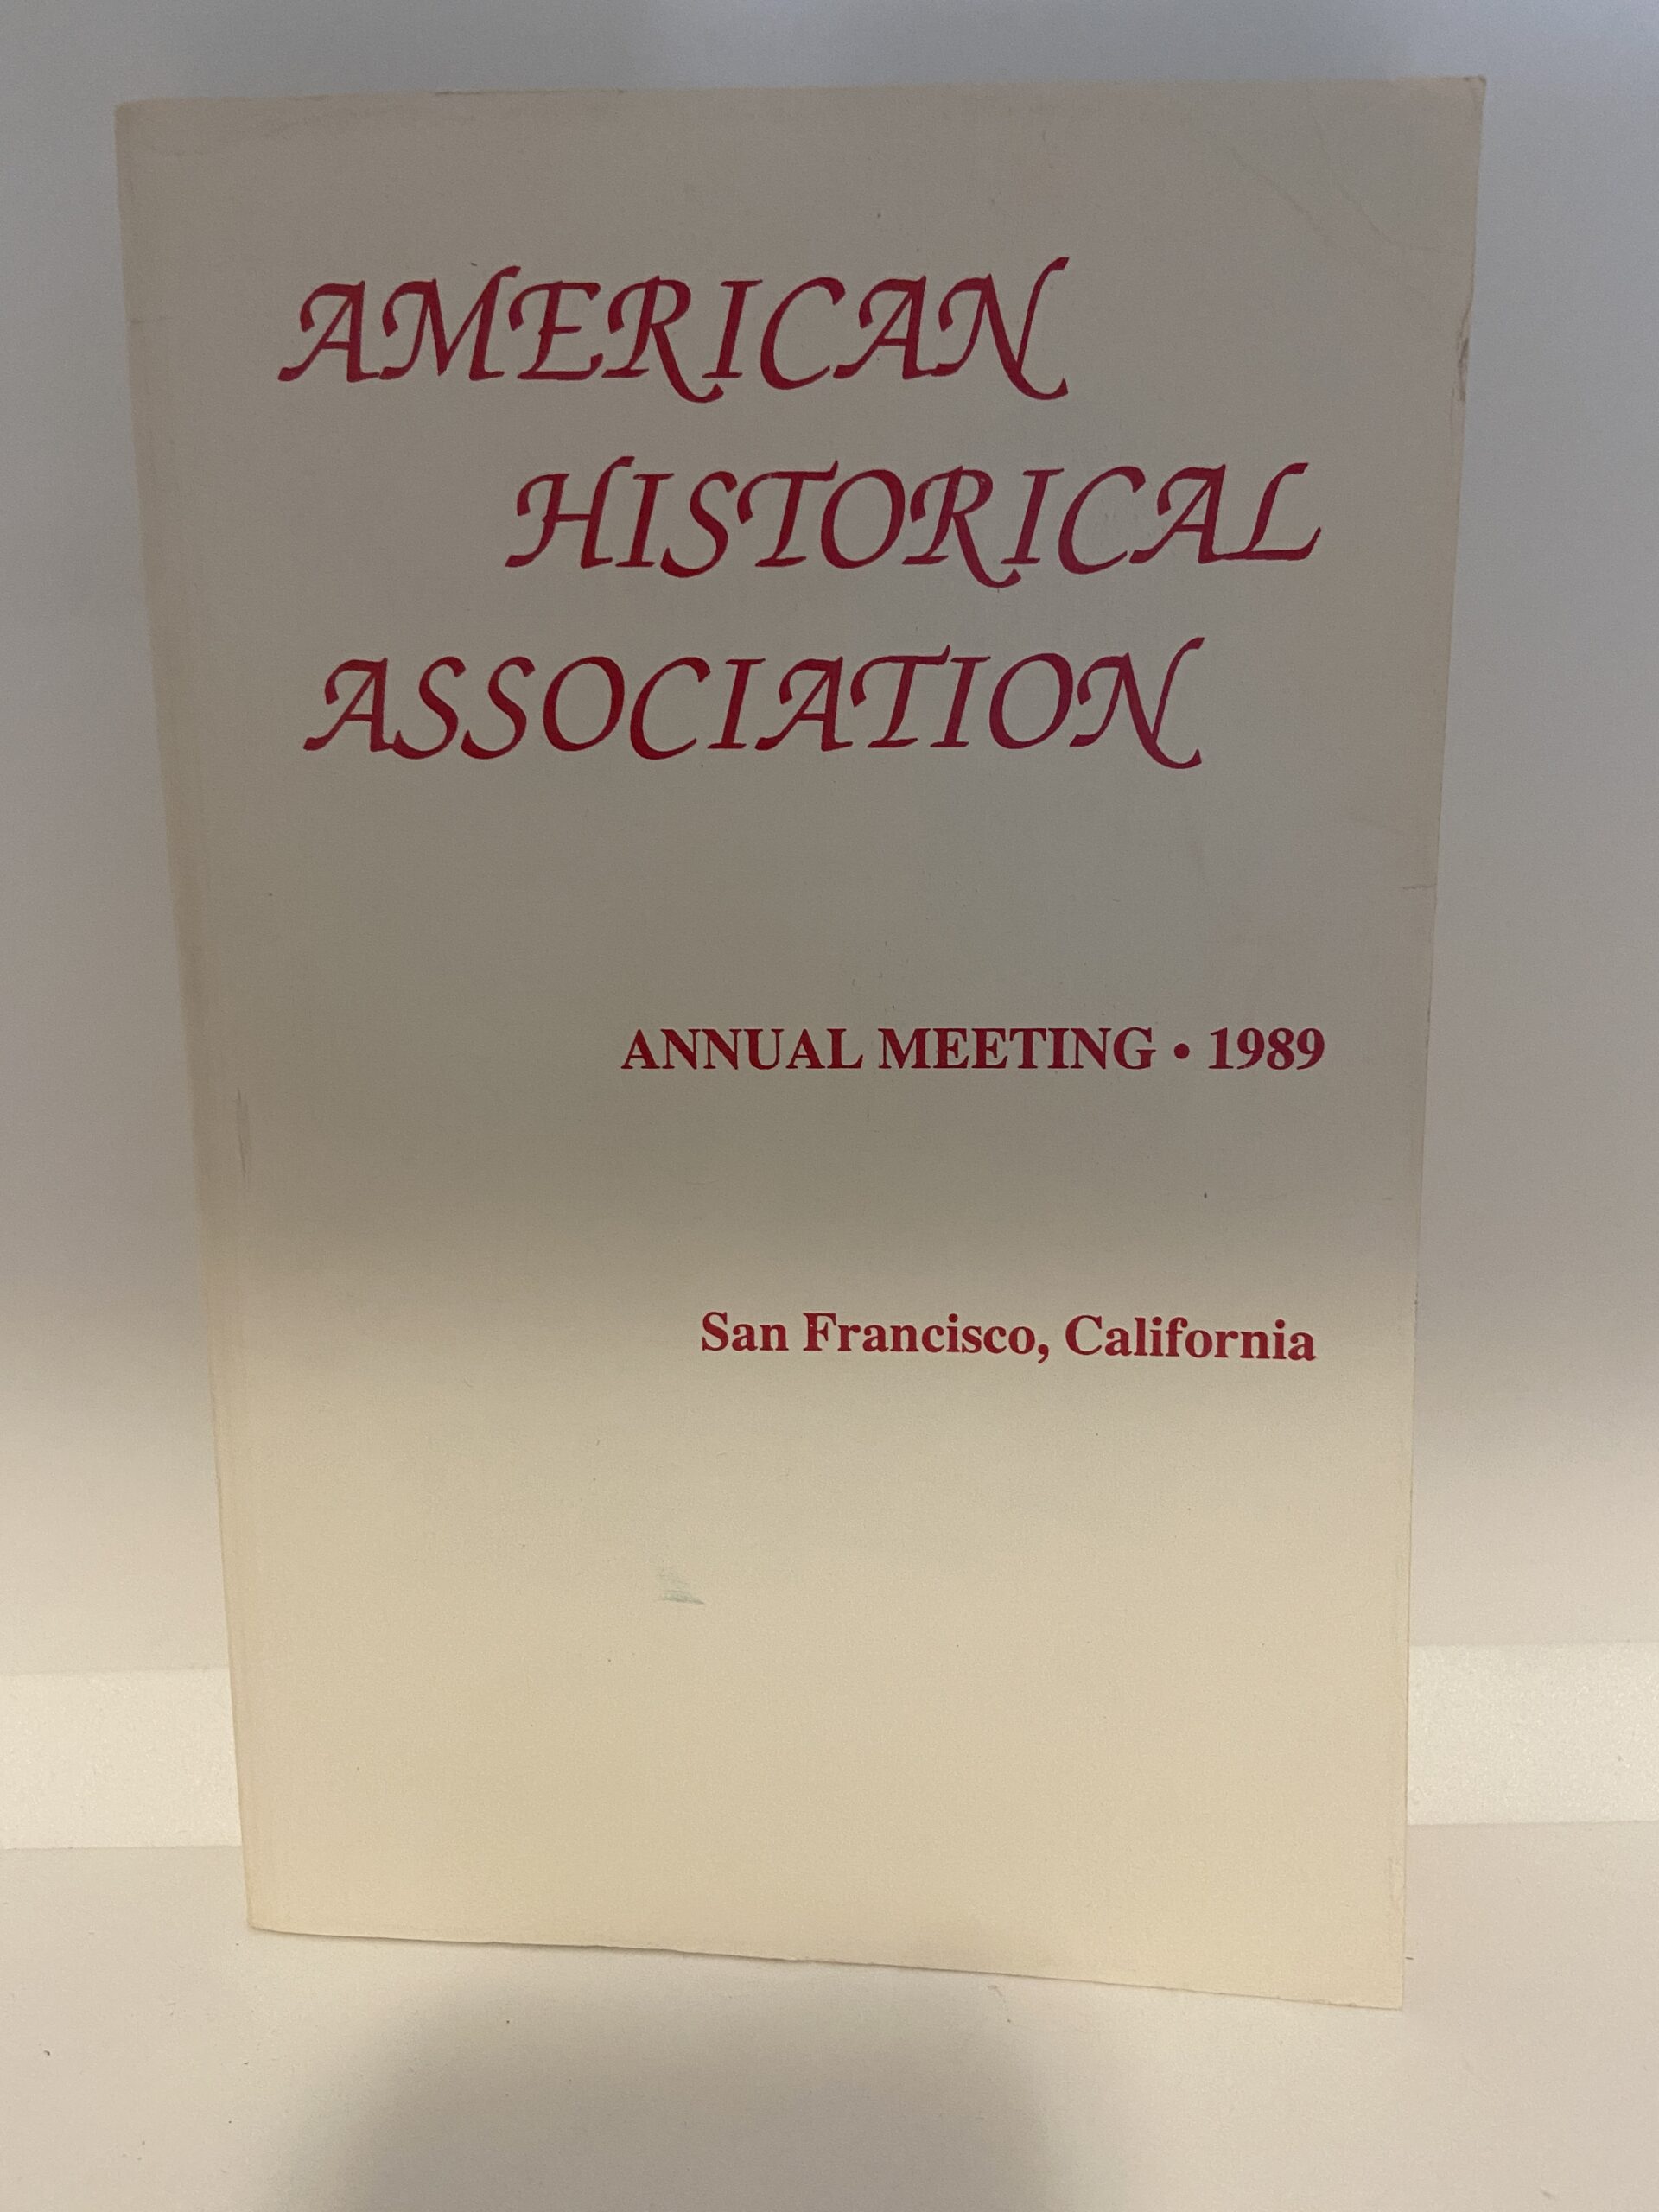 AMERICAN
HISTORICAL
ASSOCIATION
ANNUAL MEETING • 1989
San Francisco, California